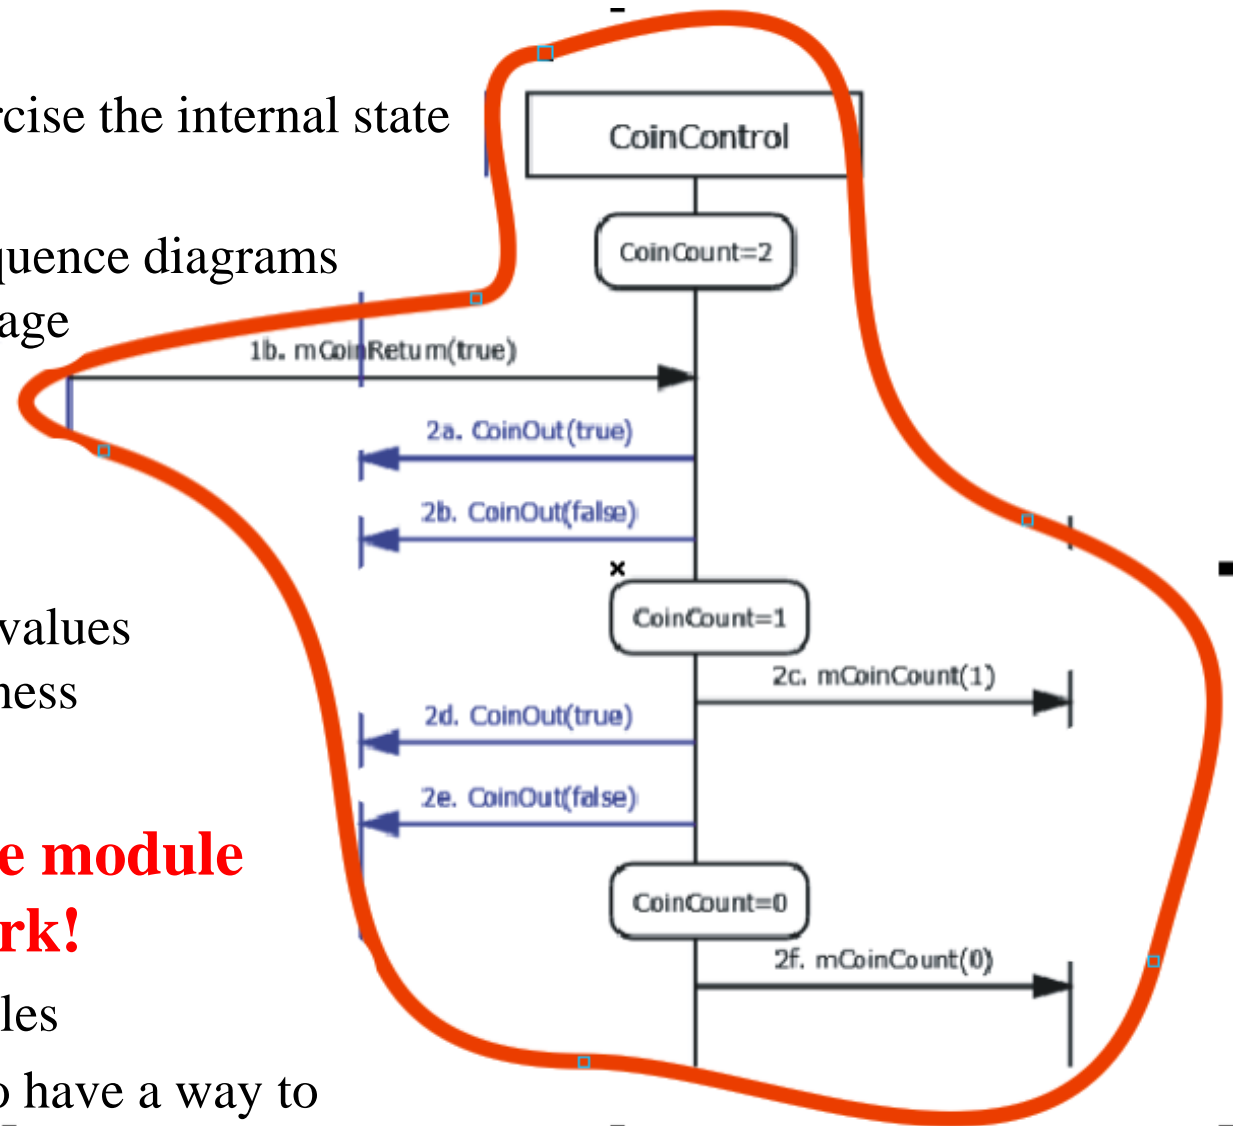 rcise the internal state
quence diagrams
age
values
ness
e module
rk!
les
o have a way to
CoinControl
CoinCount=2
1b. mCoinReturn(true)
2a. CoinOut(true)
2b. CoinOut(false)
CoinCount=1
2c. mCoinCount(1)
2d. CoinOut(true)
2e. CoinOut(false)
CoinCount=0
2f. mCoinCount(0)